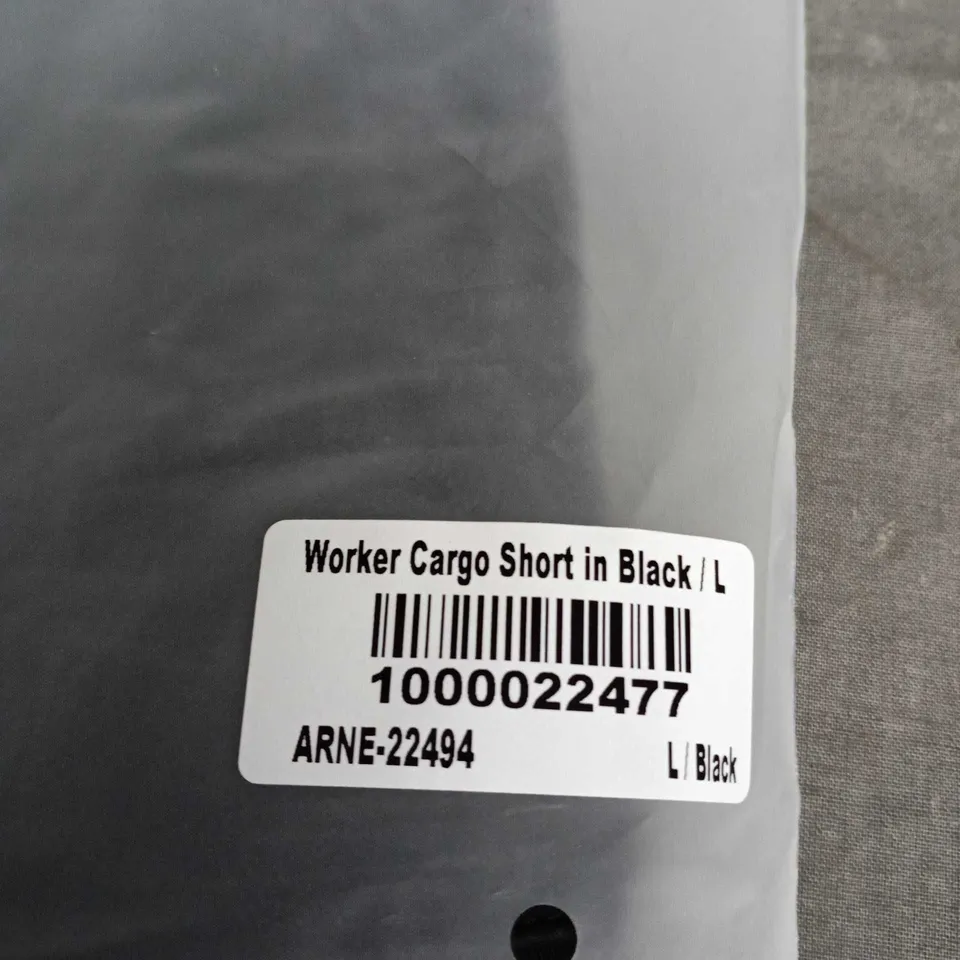 Worker Cargo Short in Black / L
1000022477
ARNE-22494
L / Black